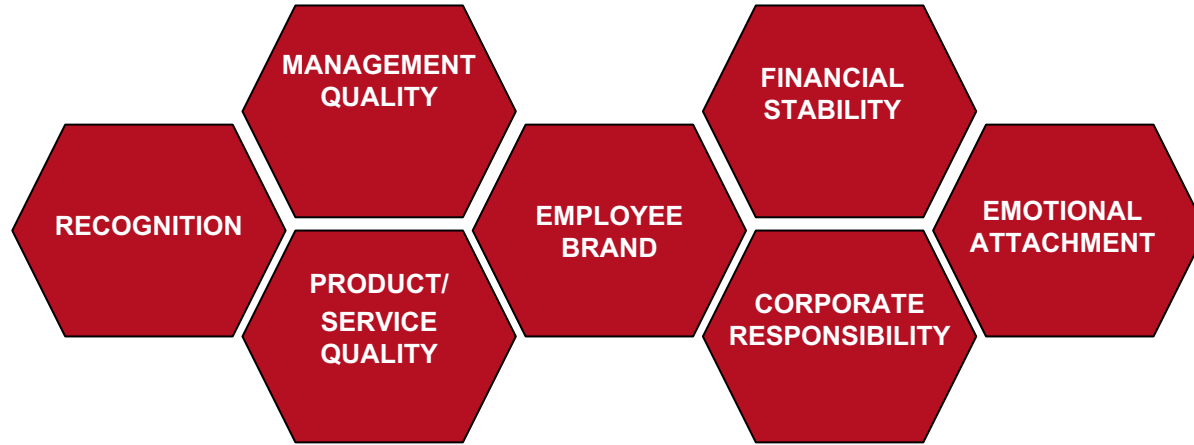 RECOGNITION
MANAGEMENT
QUALITY
PRODUCT/
SERVICE
QUALITY
EMPLOYEE
BRAND
FINANCIAL
STABILITY
CORPORATE
RESPONSIBILITY
EMOTIONAL
ATTACHMENT